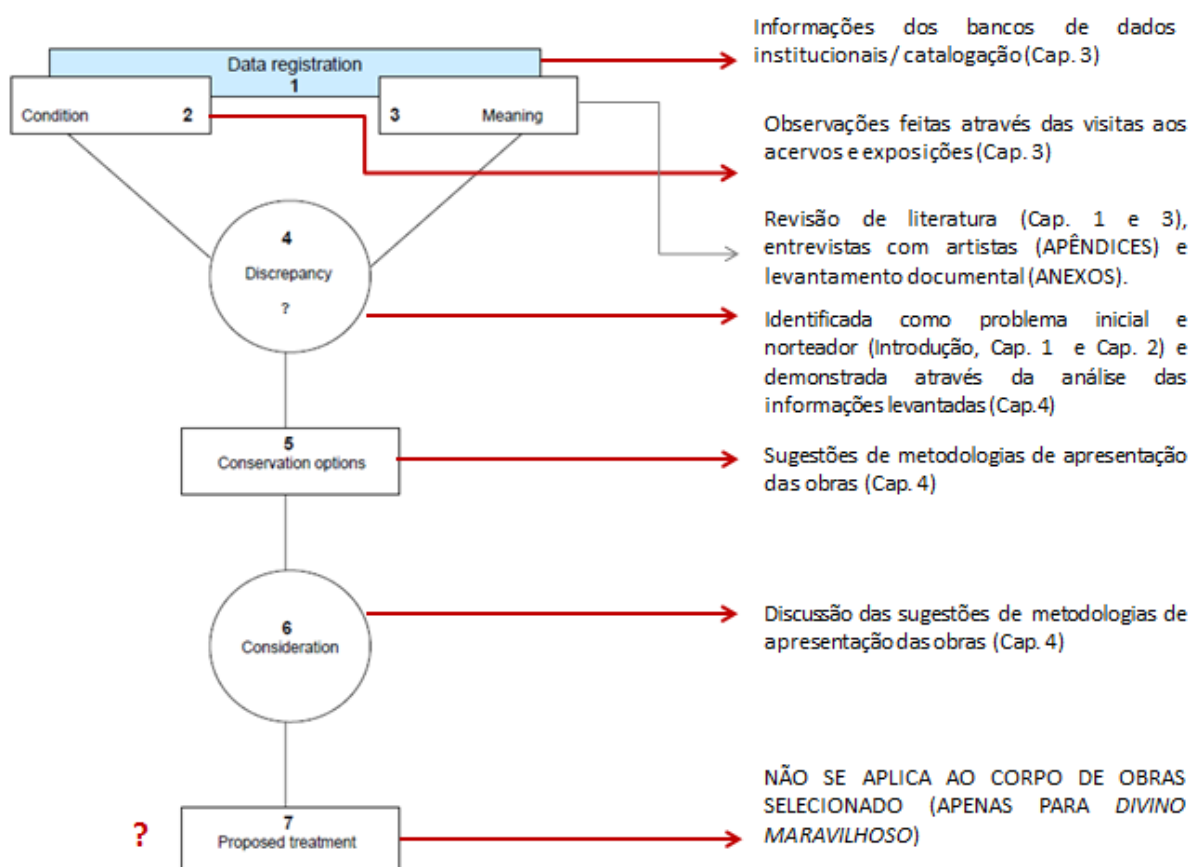 Informações dos bancos de dados
institucionais/ catalogação (Cap. 3)
Data registration
1
Condition 2
3 Meaning
Observações feitas através das visitas aos
acervos e exposições (Cap. 3)
Revisão de literatura (Cap. 1 e 3),
entrevistas com artistas (APÊNDICES) e
levantamento documental (ANEXOS).
4
Discrepancy
?
Identificada como problema inicial e
norteador (Introdução, Cap. 1 e Cap. 2) e
demonstrada através da análise das
informações levantadas (Cap.4)
5
Conservation options
Sugestões de metodologias de apresentação
das obras (Cap. 4)
6
Consideration
Discussão das sugestões de metodologias de
apresentação das obras (Cap. 4)
?
7
Proposed treatment
NÃO SE APLICA AO CORPO DE OBRAS
SELECIONADO (APENAS PARA DIVINO
MARAVILHOSO)